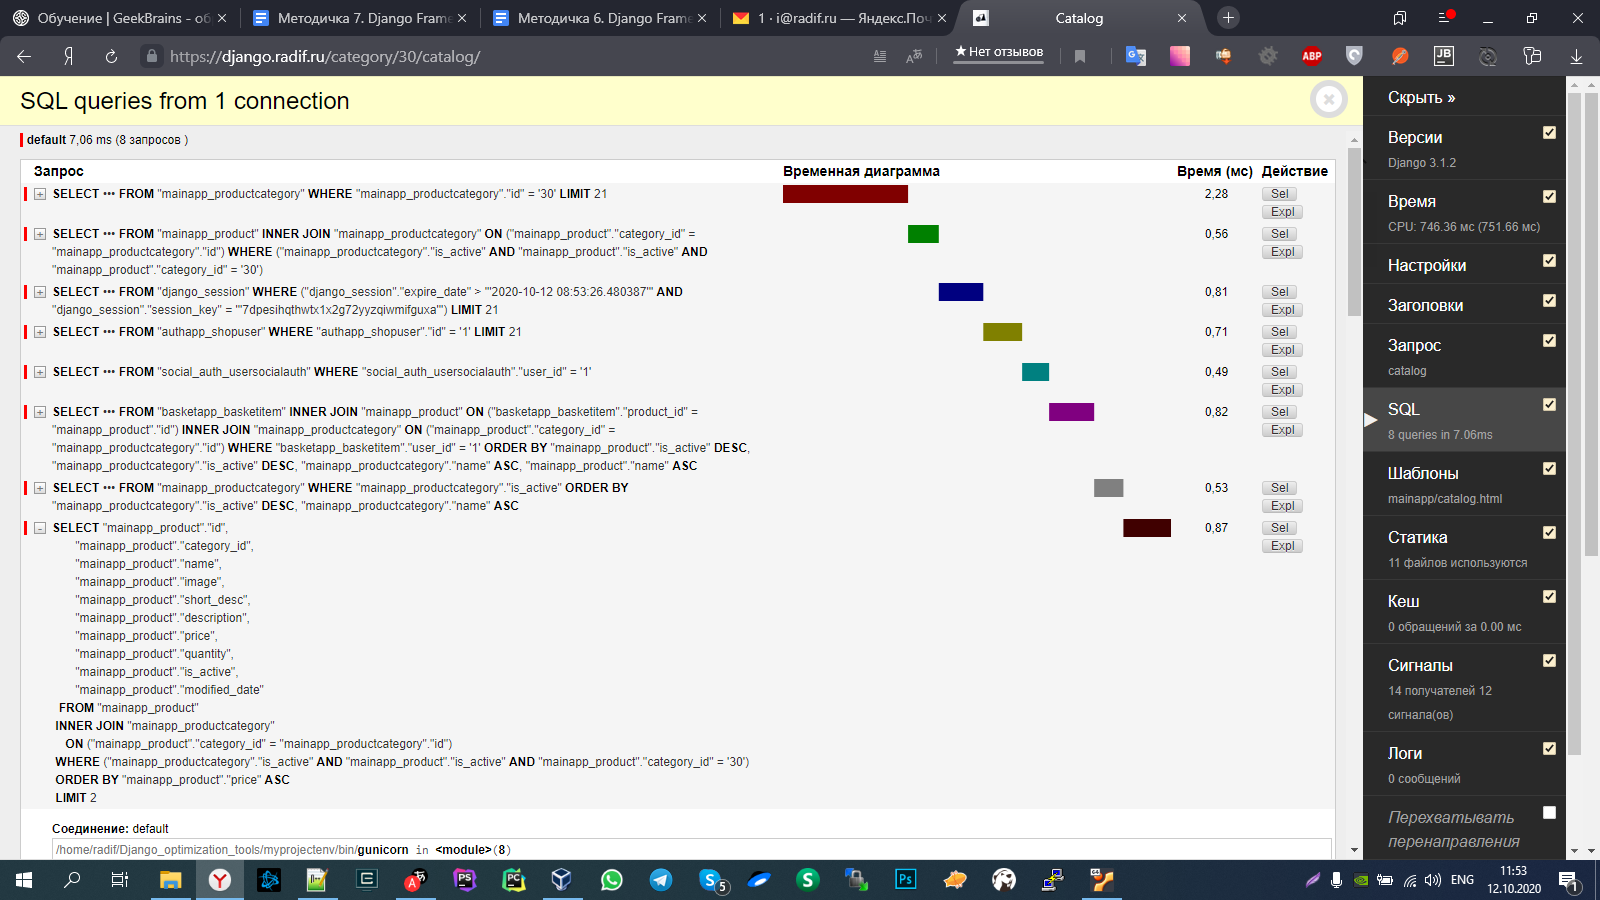 Обучение | GeekBrains - об
Методичка 7. Django Frame
Методичка 6. Django Frame
1 · i@radif.ru — Яндекс.Поч
Catalog
https://django.radif.ru/category/30/catalog/
★ Нет отзывов
ABP
JB
SQL queries from 1 connection
default 7,06 ms (8 запросов )
Запрос Временная диаграмма Время (мс) Действие
+ SELECT ••• FROM "mainapp_productcategory" WHERE "mainapp_productcategory"."id" = '30' LIMIT 21 2,28 Sel
Expl
+ SELECT ••• FROM "mainapp_product" INNER JOIN "mainapp_productcategory" ON ("mainapp_product"."category_id" = 0,56 Sel
"mainapp_productcategory"."id") WHERE ("mainapp_productcategory"."is_active" AND "mainapp_product"."is_active" AND Expl
"mainapp_product"."category_id" = '30')
+ SELECT ••• FROM "django_session" WHERE ("django_session"."expire_date" > '"2020-10-12 08:53:26.480387"' AND 0,81 Sel
"django_session"."session_key" = '"7dpesihqthwtx1x2g72yyzqiwmifguxa"') LIMIT 21 Expl
+ SELECT ••• FROM "authapp_shopuser" WHERE "authapp_shopuser"."id" = '1' LIMIT 21 0,71 Sel
Expl
+ SELECT ••• FROM "social_auth_usersocialauth" WHERE "social_auth_usersocialauth"."user_id" = '1' 0,49 Sel
Expl
+ SELECT ••• FROM "basketapp_basketitem" INNER JOIN "mainapp_product" ON ("basketapp_basketitem"."product_id" = 0,82 Sel
"mainapp_product"."id") INNER JOIN "mainapp_productcategory" ON ("mainapp_product"."category_id" = Expl
"mainapp_productcategory"."id") WHERE "basketapp_basketitem"."user_id" = '1' ORDER BY "mainapp_product"."is_active" DESC,
"mainapp_productcategory"."is_active" DESC, "mainapp_productcategory"."name" ASC, "mainapp_product"."name" ASC
+ SELECT ••• FROM "mainapp_productcategory" WHERE "mainapp_productcategory"."is_active" ORDER BY 0,53 Sel
"mainapp_productcategory"."is_active" DESC, "mainapp_productcategory"."name" ASC Expl
- SELECT "mainapp_product"."id", 0,87 Sel
"mainapp_product"."category_id", Expl
"mainapp_product"."name",
"mainapp_product"."image",
"mainapp_product"."short_desc",
"mainapp_product"."description",
"mainapp_product"."price",
"mainapp_product"."quantity",
"mainapp_product"."is_active",
"mainapp_product"."modified_date"
FROM "mainapp_product"
INNER JOIN "mainapp_productcategory"
ON ("mainapp_product"."category_id" = "mainapp_productcategory"."id")
WHERE ("mainapp_productcategory"."is_active" AND "mainapp_product"."is_active" AND "mainapp_product"."category_id" = '30')
ORDER BY "mainapp_product"."price" ASC
LIMIT 2
Соединение: default
/home/radif/Django_optimization_tools/myprojectenv/bin/gunicorn in <module>(8)
Скрыть »
Версии
Django 3.1.2
Время
CPU: 746.36 мс (751.66 мс)
Настройки
Заголовки
Запрос
catalog
SQL
8 queries in 7.06ms
Шаблоны
mainapp/catalog.html
Статика
11 файлов используются
Кеш
0 обращений за 0.00 мс
Сигналы
14 получателей 12
сигнала(ов)
Логи
0 сообщений
Перехватывать
перенаправления
PS
PC
5
S
Ps
ENG
11:53
12.10.2020
1